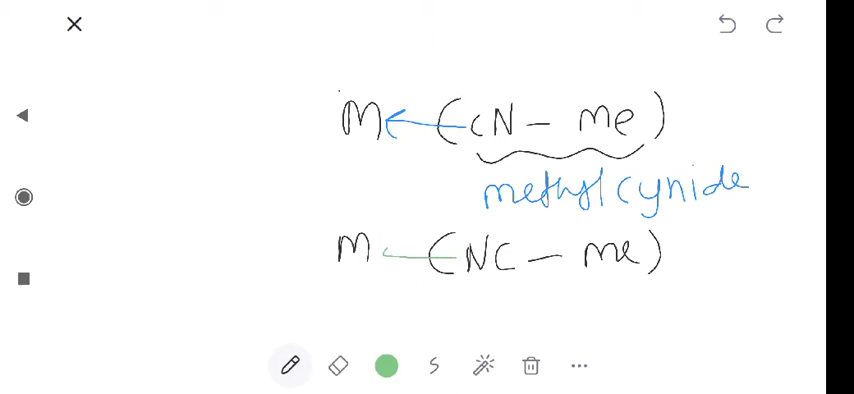 M ← (CN - me)
methyl cynide
M ← (NC - me)